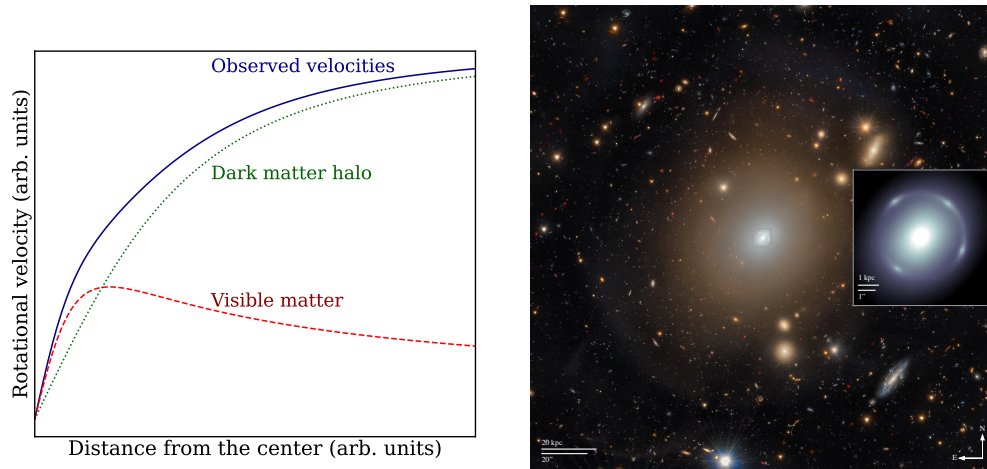 Rotational velocity (arb. units)
Observed velocities
Dark matter halo
Visible matter
Distance from the center (arb. units)
1 kpc
1"
20 kpc
20"
N
E